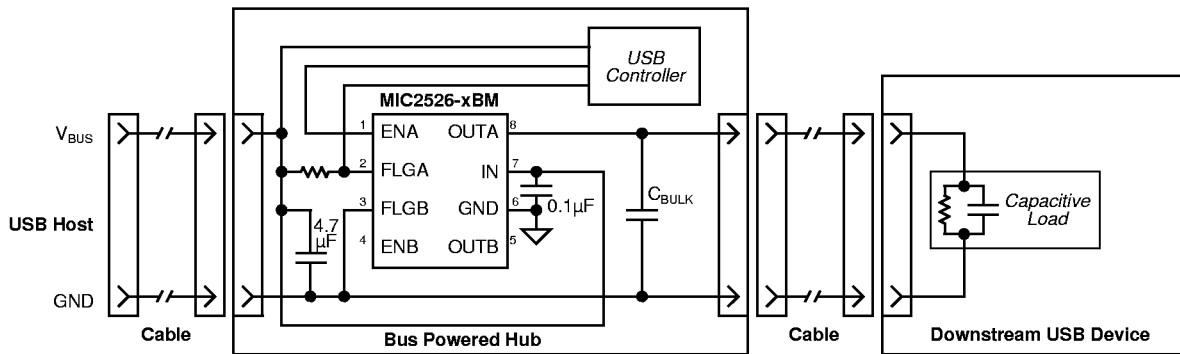 USB
Controller
MIC2526-xBM
VBUS
1
ENA
OUTA
8
2
FLGA
IN
7
3
FLGB
GND
6
4
ENB
OUTB
5
4.7
µF
0.1µF
CBULK
USB Host
GND
Cable
Bus Powered Hub
Cable
Capacitive
Load
Downstream USB Device